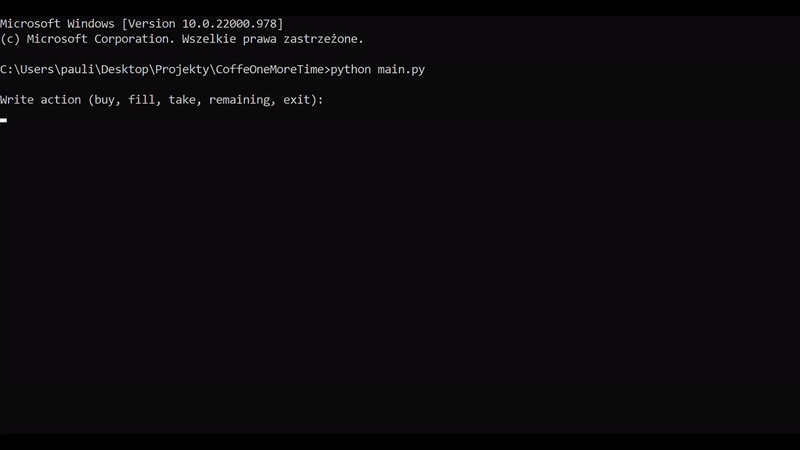 Microsoft Windows [Version 10.0.22000.978]
(c) Microsoft Corporation. Wszelkie prawa zastrzeżone.
C:\Users\pauli\Desktop\Projekty\CoffeOneMoreTime>python main.py
Write action (buy, fill, take, remaining, exit):